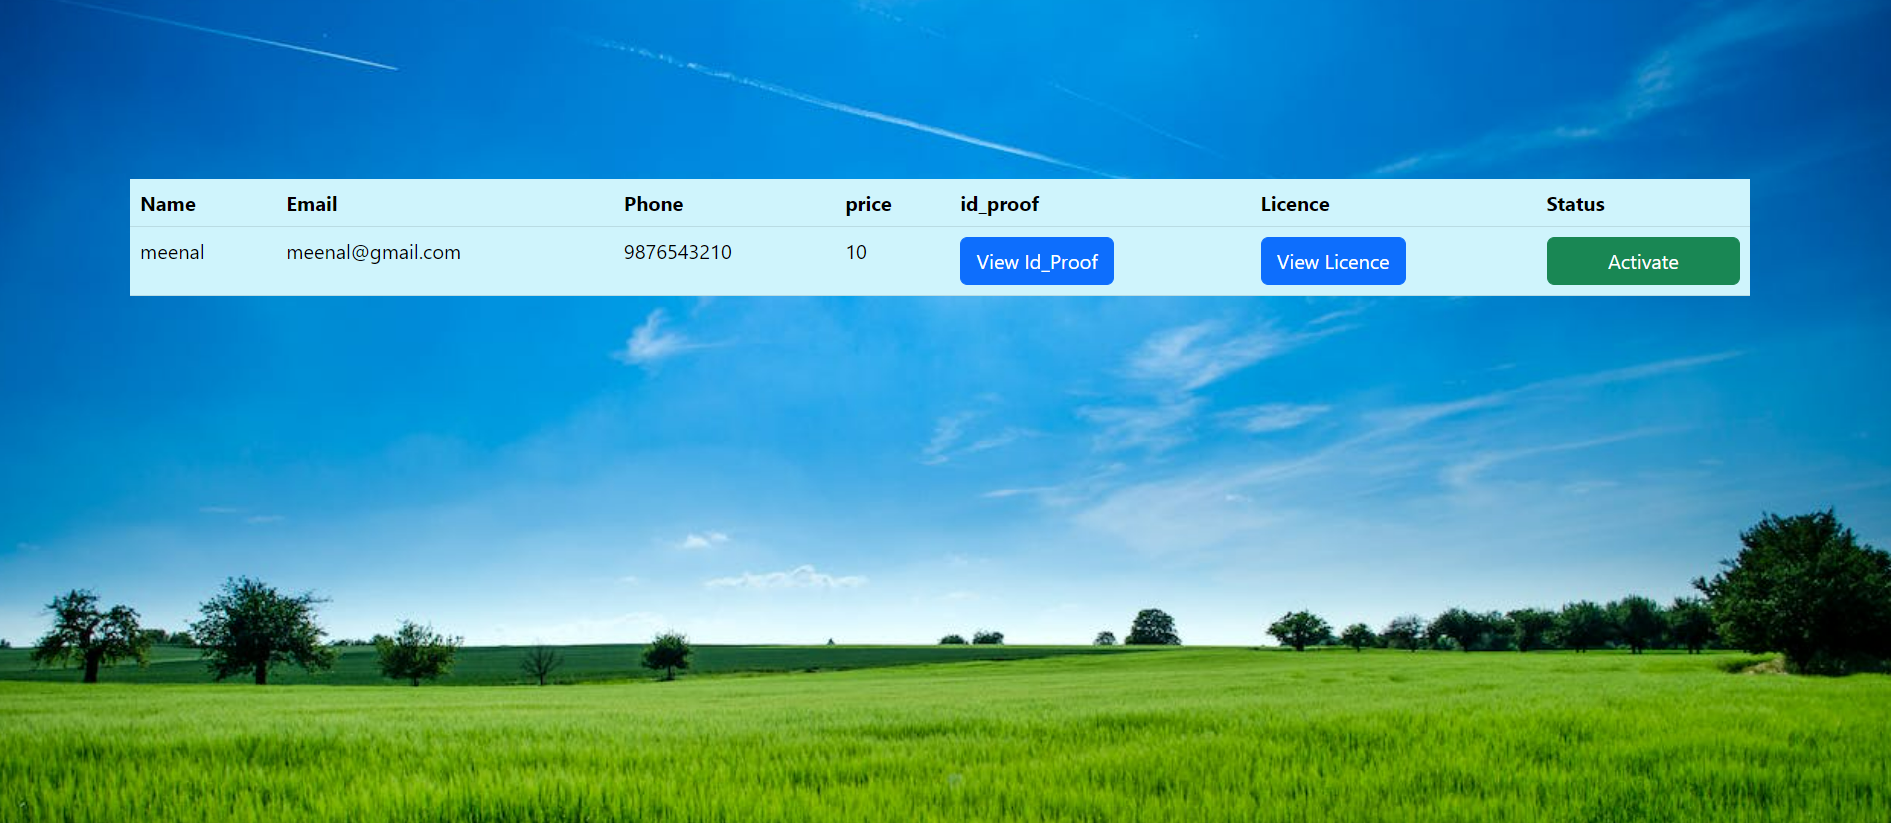 Name Email Phone price id_proof Licence Status
meenal meenal@gmail.com 9876543210 10 View Id_Proof View Licence Activate